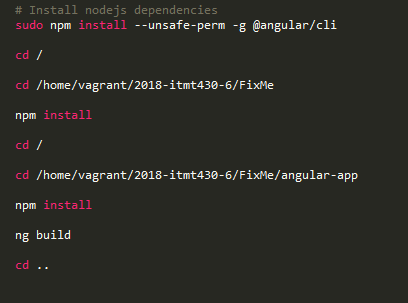 # Install nodejs dependencies
sudo npm install --unsafe-perm -g @angular/cli
cd /
cd /home/vagrant/2018-itmt430-6/FixMe
npm install
cd /
cd /home/vagrant/2018-itmt430-6/FixMe/angular-app
npm install
ng build
cd ..